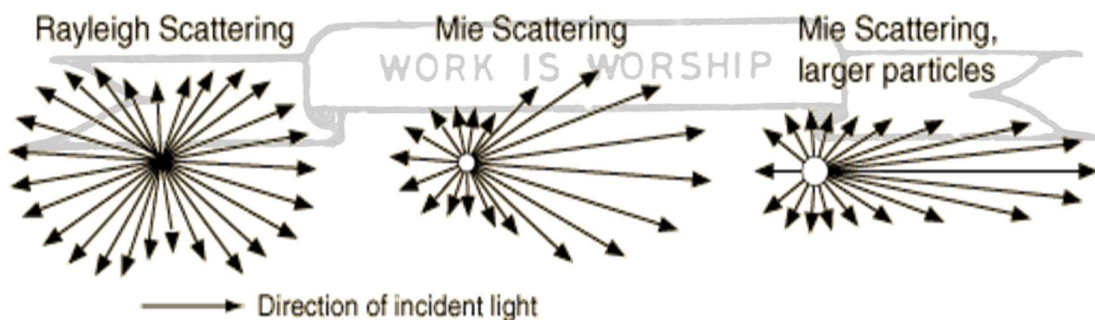 Rayleigh Scattering
Mie Scattering
Mie Scattering,
larger particles
WORK IS WORSHIP
Direction of incident light